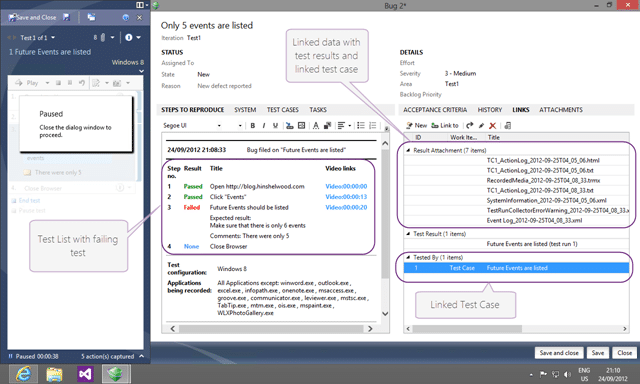 Bug 2*
Save and Close
Test 1 of 1
8
1 Future Events are listed
Windows 8
Play
Paused
Close the dialog window to proceed.
events
There were only 5
4 Close Browser
End test
Test List with failing test
Paused 00:00:38
5 action(s) captured
Only 5 events are listed
Iteration Test1
STATUS
Assigned To
State New
Reason New defect reported
DETAILS
Effort
Severity 3 - Medium
Area Test1
Backlog Priority
Linked data with test results and linked test case
STEPS TO REPRODUCE SYSTEM TEST CASES TASKS
Segoe UI
B I U
24/09/2012 21:08:33 Bug filed on "Future Events are listed"
Step no. Result Title Video links
1 Passed Open http://blog.hinshelwood.com Video:00:00:00
2 Passed Click "Events" Video:00:00:13
3 Failed Future Events should be listed Video:00:00:20
Expected result:
Make sure that there is only 6 events
Comments: There were only 5
4 None Close Browser
Test configuration: Windows 8
Applications being recorded: All Applications except: winword.exe, outlook.exe,
excel.exe, infopath.exe, onenote.exe, msaccess.exe,
groove.exe, communicator.exe, leviewer.exe, mstsc.exe,
TabTip.exe, mtm.exe, ois.exe, mspaint.exe,
WLXPhotoGallery.exe
ACCEPTANCE CRITERIA HISTORY LINKS ATTACHMENTS
New Link to
ID Work Ite... Title
Result Attachment (7 items)
TC1_ActionLog_2012-09-25T04_05_06.html
TC1_ActionLog_2012-09-25T04_05_06.txt
RecordedMedia_2012-09-25T04_08_33.trmx
TC1_ActionLog_2012-09-25T04_08_33.txt
SystemInformation_2012-09-25T04_05_06.xml
TestRunCollectorErrorWarning_2012-09-25T04_08_33
Event Log_2012-09-25T04_08_33.xml
Test Result (1 items)
Future Events are listed (test run 1)
Tested By (1 items)
1 Test Case Future Events are listed
Linked Test Case
Save and close Save Close
ENG
US
21:10
24/09/2012